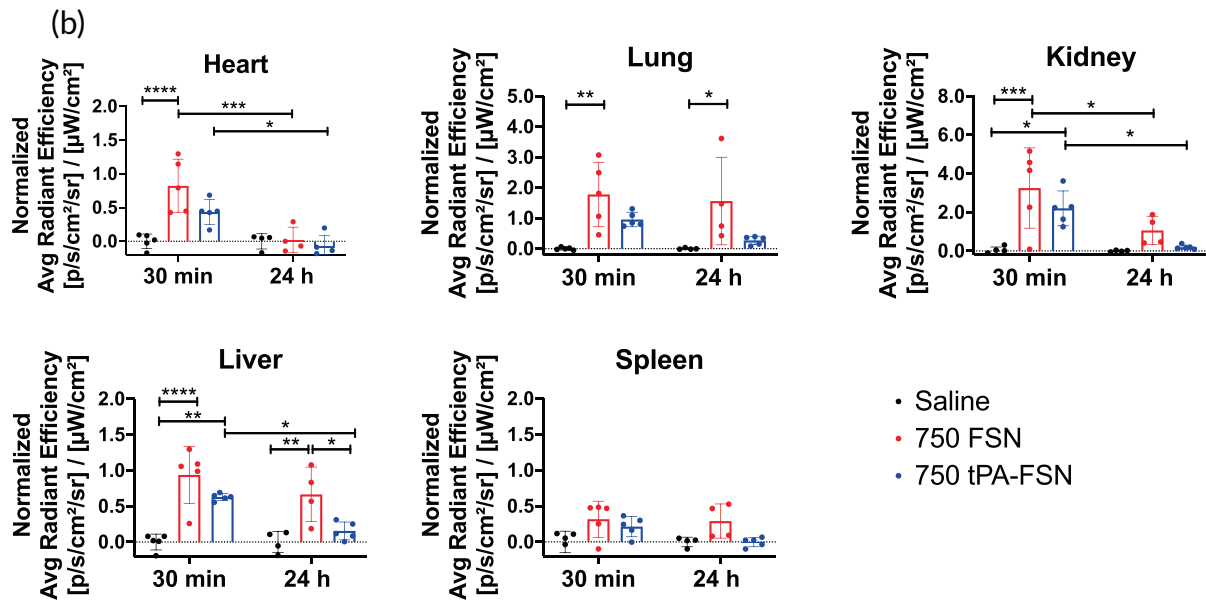 (b)
Heart
Normalized
Avg Radiant Efficiency
[p/s/cm²/sr] / [µW/cm²]
2.0
1.5
1.0
0.5
0.0
****
***
*
30 min
24 h
Lung
Normalized
Avg Radiant Efficiency
[p/s/cm²/sr] / [µW/cm²]
5.0
4.0
3.0
2.0
1.0
0.0
**
*
30 min
24 h
Kidney
Normalized
Avg Radiant Efficiency
[p/s/cm²/sr] / [µW/cm²]
8.0
6.0
4.0
2.0
0.0
***
*
*
*
30 min
24 h
Liver
Normalized
Avg Radiant Efficiency
[p/s/cm²/sr] / [µW/cm²]
2.0
1.5
1.0
0.5
0.0
****
**
*
**
*
30 min
24 h
Spleen
Normalized
Avg Radiant Efficiency
[p/s/cm²/sr] / [µW/cm²]
2.0
1.5
1.0
0.5
0.0
30 min
24 h
Saline
750 FSN
750 tPA-FSN